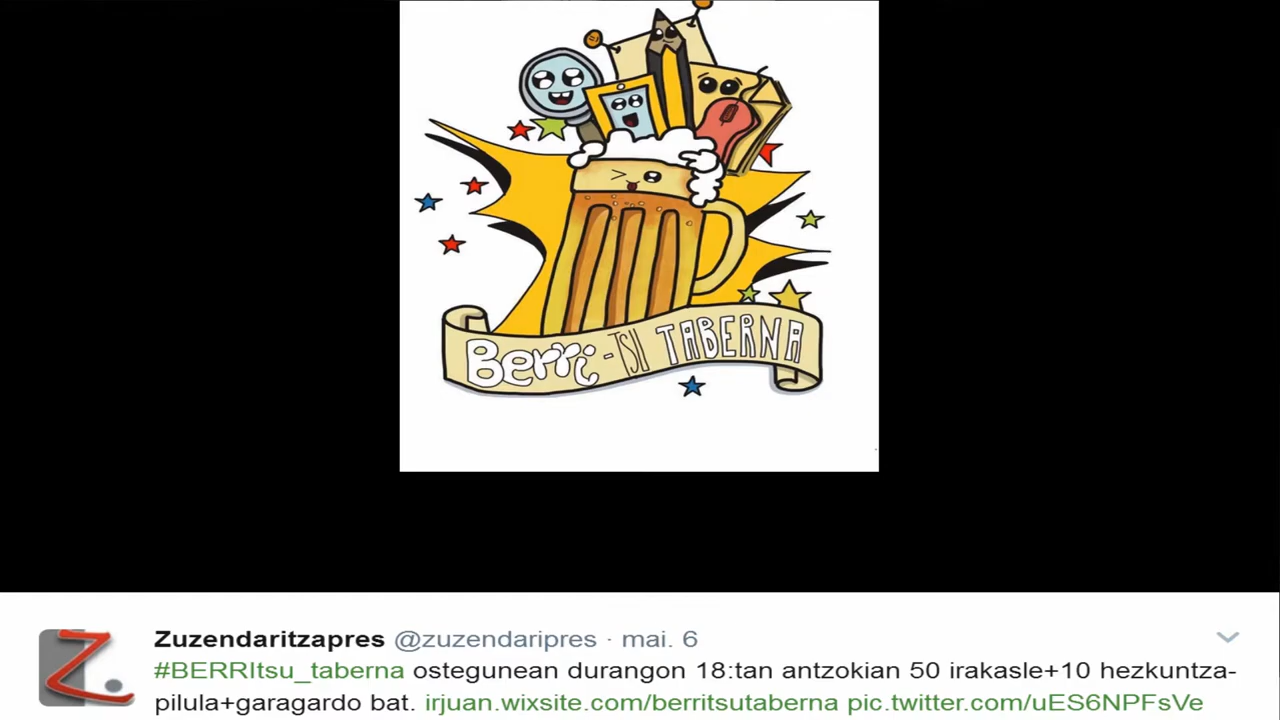 Berri-TSU TABERNA
Zuzendaritzapres @zuzendaripres · mai. 6
#BERRItsu_taberna ostegunean durangon 18:tan antzokian 50 irakasle+10 hezkuntza-
pilula+garagardo bat. irjuan.wixsite.com/berritsutaberna pic.twitter.com/uES6NPFsVe